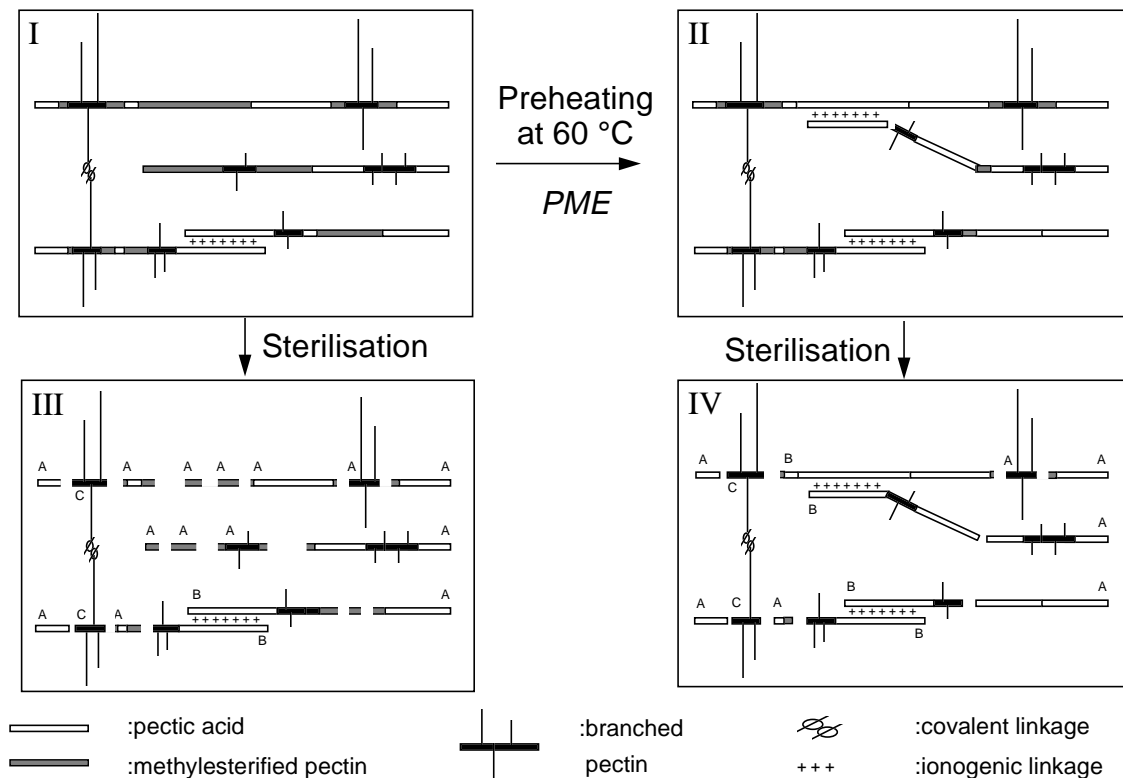 I
II
Preheating
at 60 °C
PME
+++++++
+++++++
+++++++
Sterilisation
Sterilisation
III
A A A A A A A
C
A A A
B A
+++++++
A C A B
IV
A B A A
C
+++++++
B
A
B A
+++++++
A C A B
:pectic acid
:methylesterified pectin
:branched
pectin
:covalent linkage
+++ :ionogenic linkage